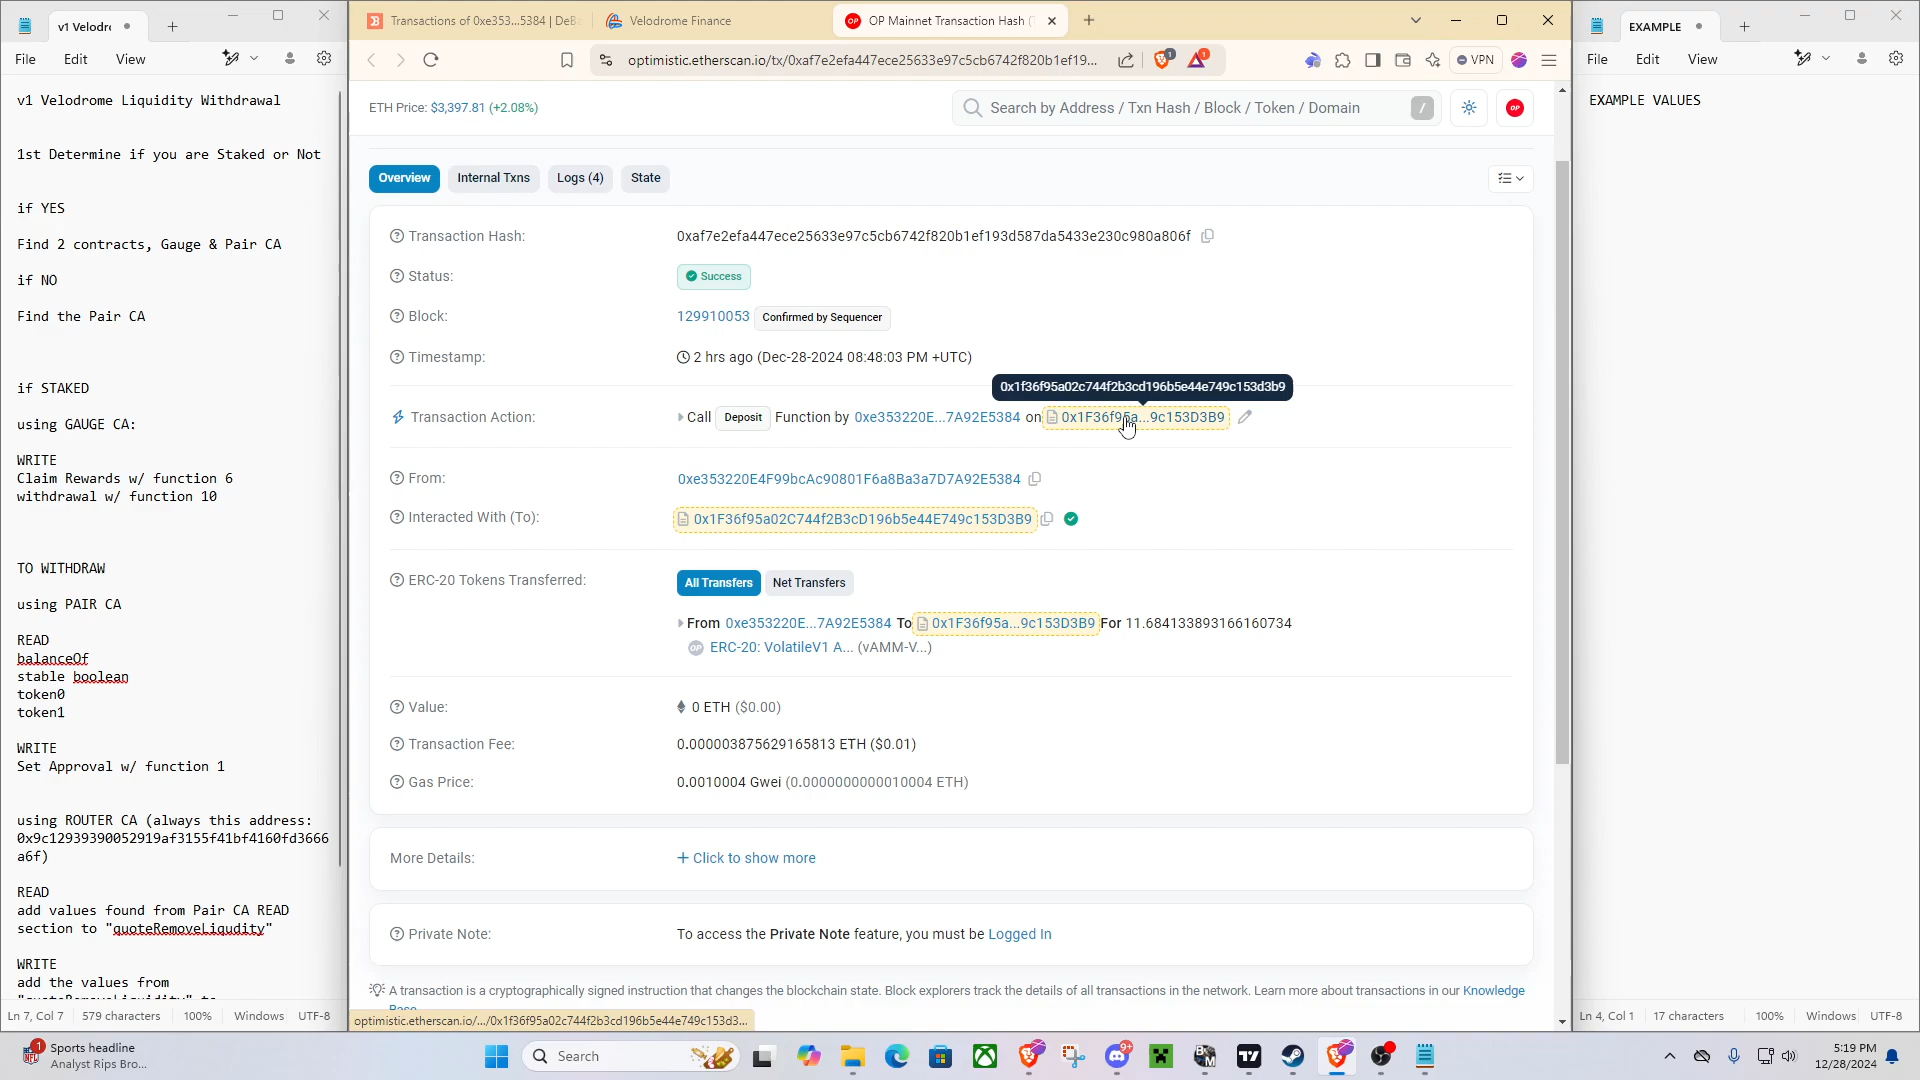 v1 Velodro
File
Edit
View
v1 Velodrome Liquidity Withdrawal
1st Determine if you are Staked or Not
if YES
Find 2 contracts, Gauge & Pair CA
if NO
Find the Pair CA
if STAKED
using GAUGE CA:
WRITE
Claim Rewards w/ function 6
withdrawal w/ function 10
TO WITHDRAW
using PAIR CA
READ
balanceOf
stable boolean
token0
token1
WRITE
Set Approval w/ function 1
using ROUTER CA (always this address:
0x9c12939390052919af3155f41bf4160fd3666
a6f)
READ
add values found from Pair CA READ
section to "quoteRemoveLiqudity"
WRITE
add the values from
Ln 7, Col 7
579 characters
100%
Windows
UTF-8
Transactions of 0xe353...5384 | DeBa
Velodrome Finance
OP Mainnet Transaction Hash (
optimistic.etherscan.io/tx/0xaf7e2efa447ece25633e97c5cb6742f820b1ef19...
1
1
VPN
ETH Price: $3,397.81 (+2.08%)
Search by Address / Txn Hash / Block / Token / Domain
/
OP
Overview
Internal Txns
Logs (4)
State
Transaction Hash:
0xaf7e2efa447ece25633e97c5cb6742f820b1ef193d587da5433e230c980a806f
Status:
Success
Block:
129910053
Confirmed by Sequencer
Timestamp:
2 hrs ago (Dec-28-2024 08:48:03 PM +UTC)
0x1f36f95a02c744f2b3cd196b5e44e749c153d3b9
Transaction Action:
Call Deposit Function by 0xe353220E...7A92E5384 on 0x1F36f95a...9c153D3B9
From:
0xe353220E4F99bcAc90801F6a8Ba3a7D7A92E5384
Interacted With (To):
0x1F36f95a02C744f2B3cD196b5e44E749c153D3B9
ERC-20 Tokens Transferred:
All Transfers
Net Transfers
From 0xe353220E...7A92E5384 To 0x1F36f95a...9c153D3B9 For 11.684133893166160734
OP ERC-20: VolatileV1 A... (vAMM-V...)
Value:
0 ETH ($0.00)
Transaction Fee:
0.000003875629165813 ETH ($0.01)
Gas Price:
0.0010004 Gwei (0.0000000000010004 ETH)
More Details:
+ Click to show more
Private Note:
To access the Private Note feature, you must be Logged In
A transaction is a cryptographically signed instruction that changes the blockchain state. Block explorers track the details of all transactions in the network. Learn more about transactions in our Knowledge
optimistic.etherscan.io/.../0x1f36f95a02c744f2b3cd196b5e44e749c153d3...
EXAMPLE
File
Edit
View
EXAMPLE VALUES
Ln 4, Col 1
17 characters
100%
Windows
UTF-8
1
Sports headline
Analyst Rips Bro...
Search
9+
5:19 PM
12/28/2024